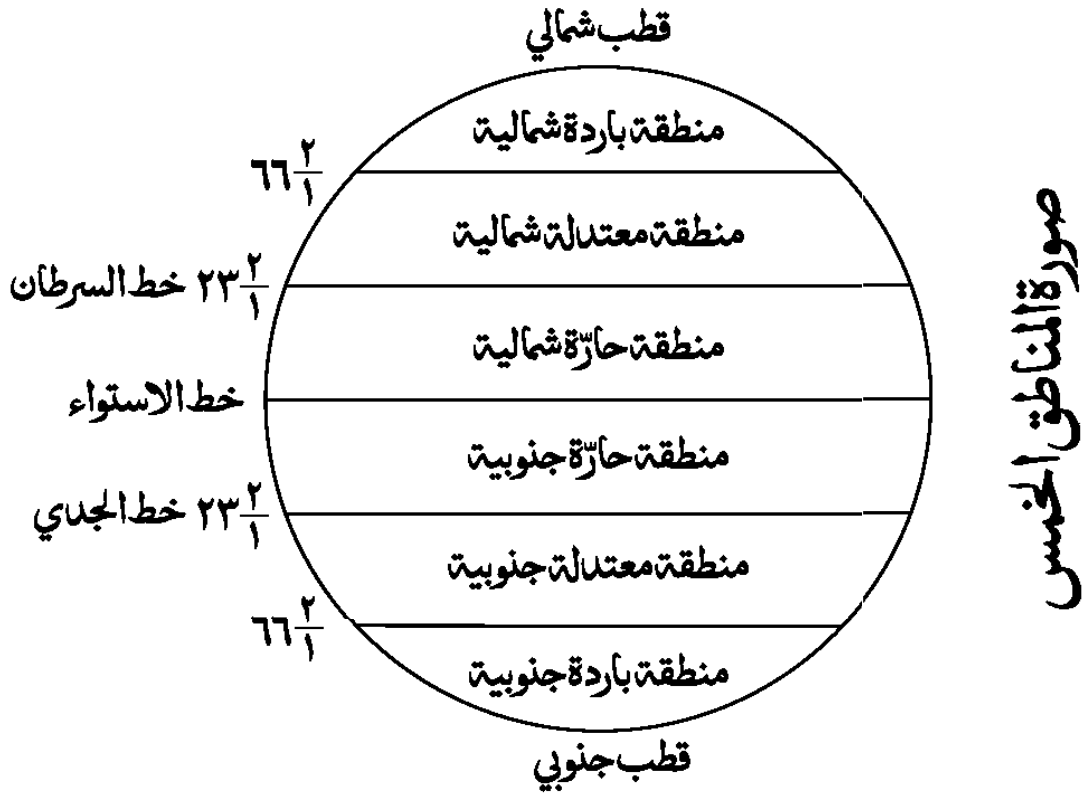 صورة المناطق الخمس
قطب شمالي
منطقة باردة شمالية
٦٦ ٢/١
منطقة معتدلة شمالية
٢٣ ٢/١ خط السرطان
منطقة حارّة شمالية
خط الاستواء
منطقة حارّة جنوبية
٢٣ ٢/١ خط الجدي
منطقة معتدلة جنوبية
٦٦ ٢/١
منطقة باردة جنوبية
قطب جنوبي